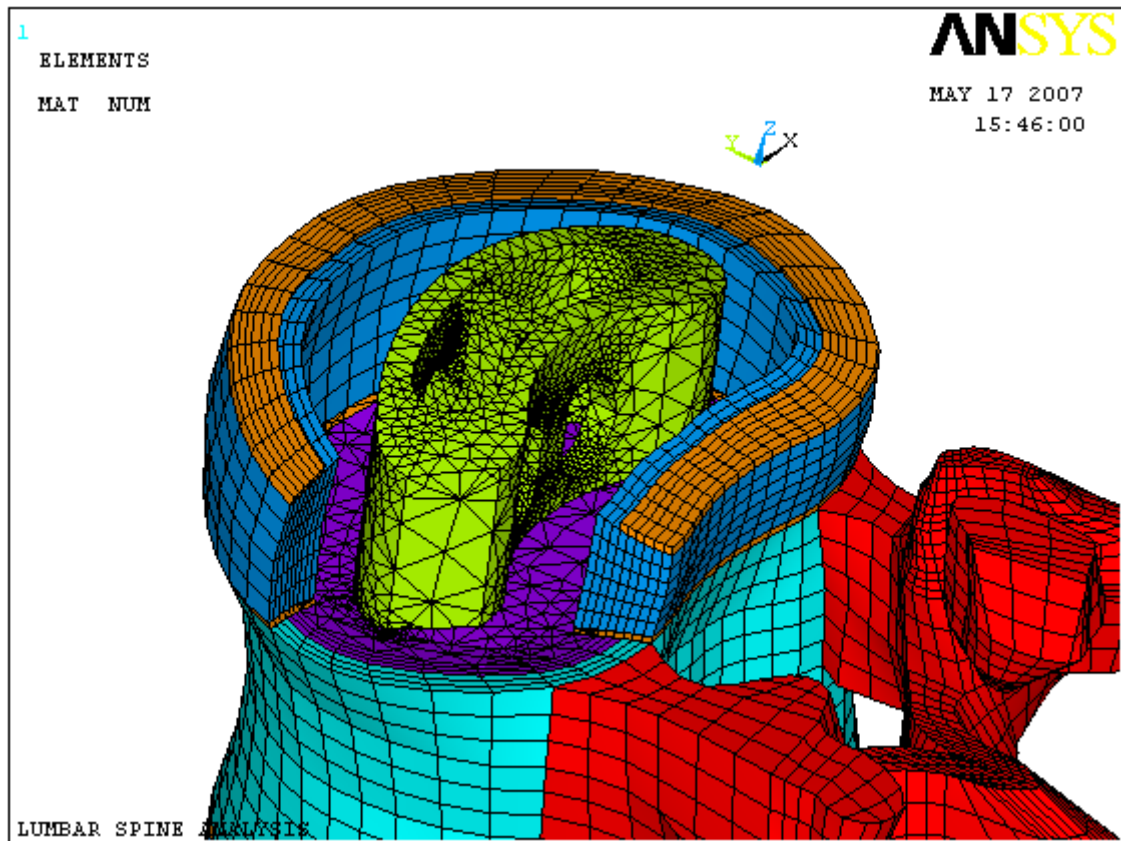 1
ELEMENTS
MAT NUM
ANSYS
MAY 17 2007
15:46:00
Y Z X
LUMBAR SPINE ANALYSIS